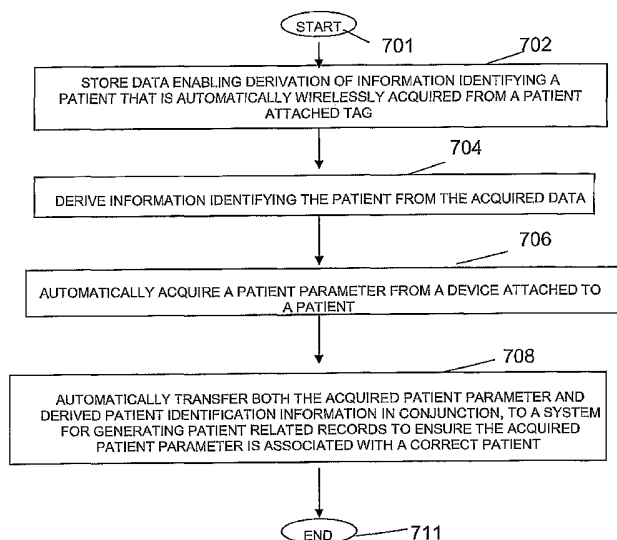 START
701
702
STORE DATA ENABLING DERIVATION OF INFORMATION IDENTIFYING A
PATIENT THAT IS AUTOMATICALLY WIRELESSLY ACQUIRED FROM A PATIENT
ATTACHED TAG
704
DERIVE INFORMATION IDENTIFYING THE PATIENT FROM THE ACQUIRED DATA.
706
AUTOMATICALLY ACQUIRE A PATIENT PARAMETER FROM A DEVICE ATTACHED TO
A PATIENT
708
AUTOMATICALLY TRANSFER BOTH THE ACQUIRED PATIENT PARAMETER AND
DERIVED PATIENT IDENTIFICATION INFORMATION IN CONJUNCTION, TO A SYSTEM
FOR GENERATING PATIENT RELATED RECORDS TO ENSURE THE ACQUIRED
PATIENT PARAMETER IS ASSOCIATED WITH A CORRECT PATIENT
END
711